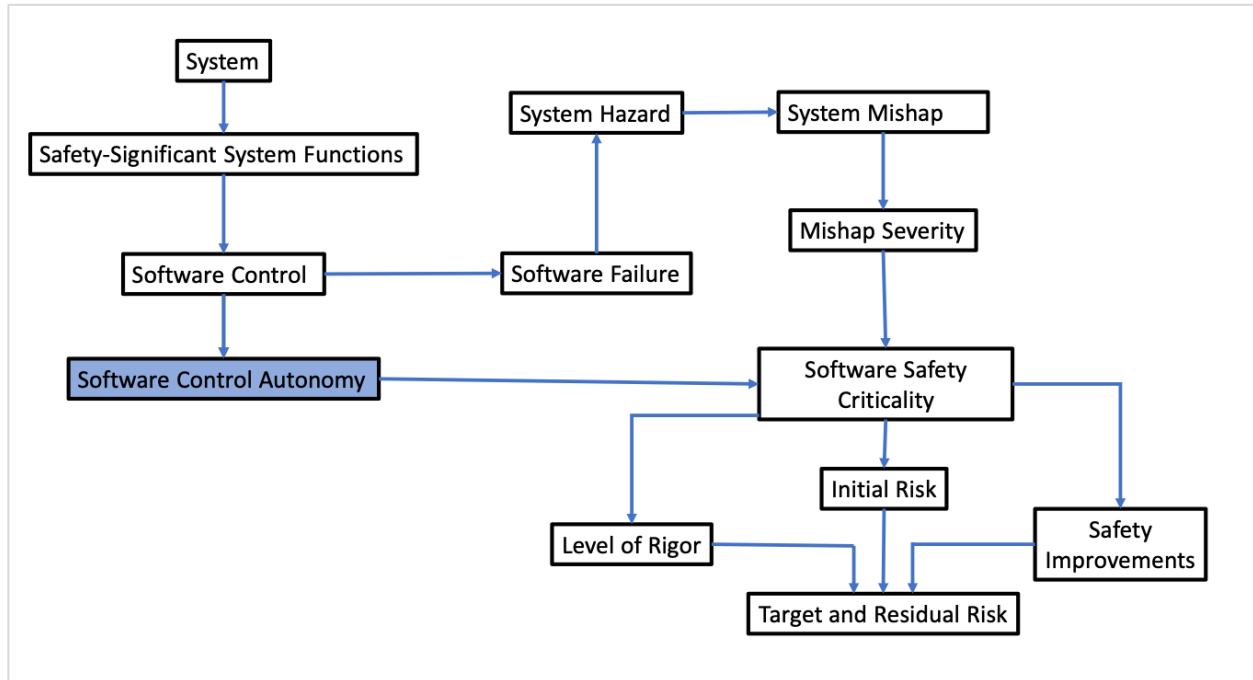 System
Safety-Significant System Functions
Software Control
Software Control Autonomy
Software Failure
System Hazard
System Mishap
Mishap Severity
Software Safety
Criticality
Initial Risk
Level of Rigor
Safety
Improvements
Target and Residual Risk